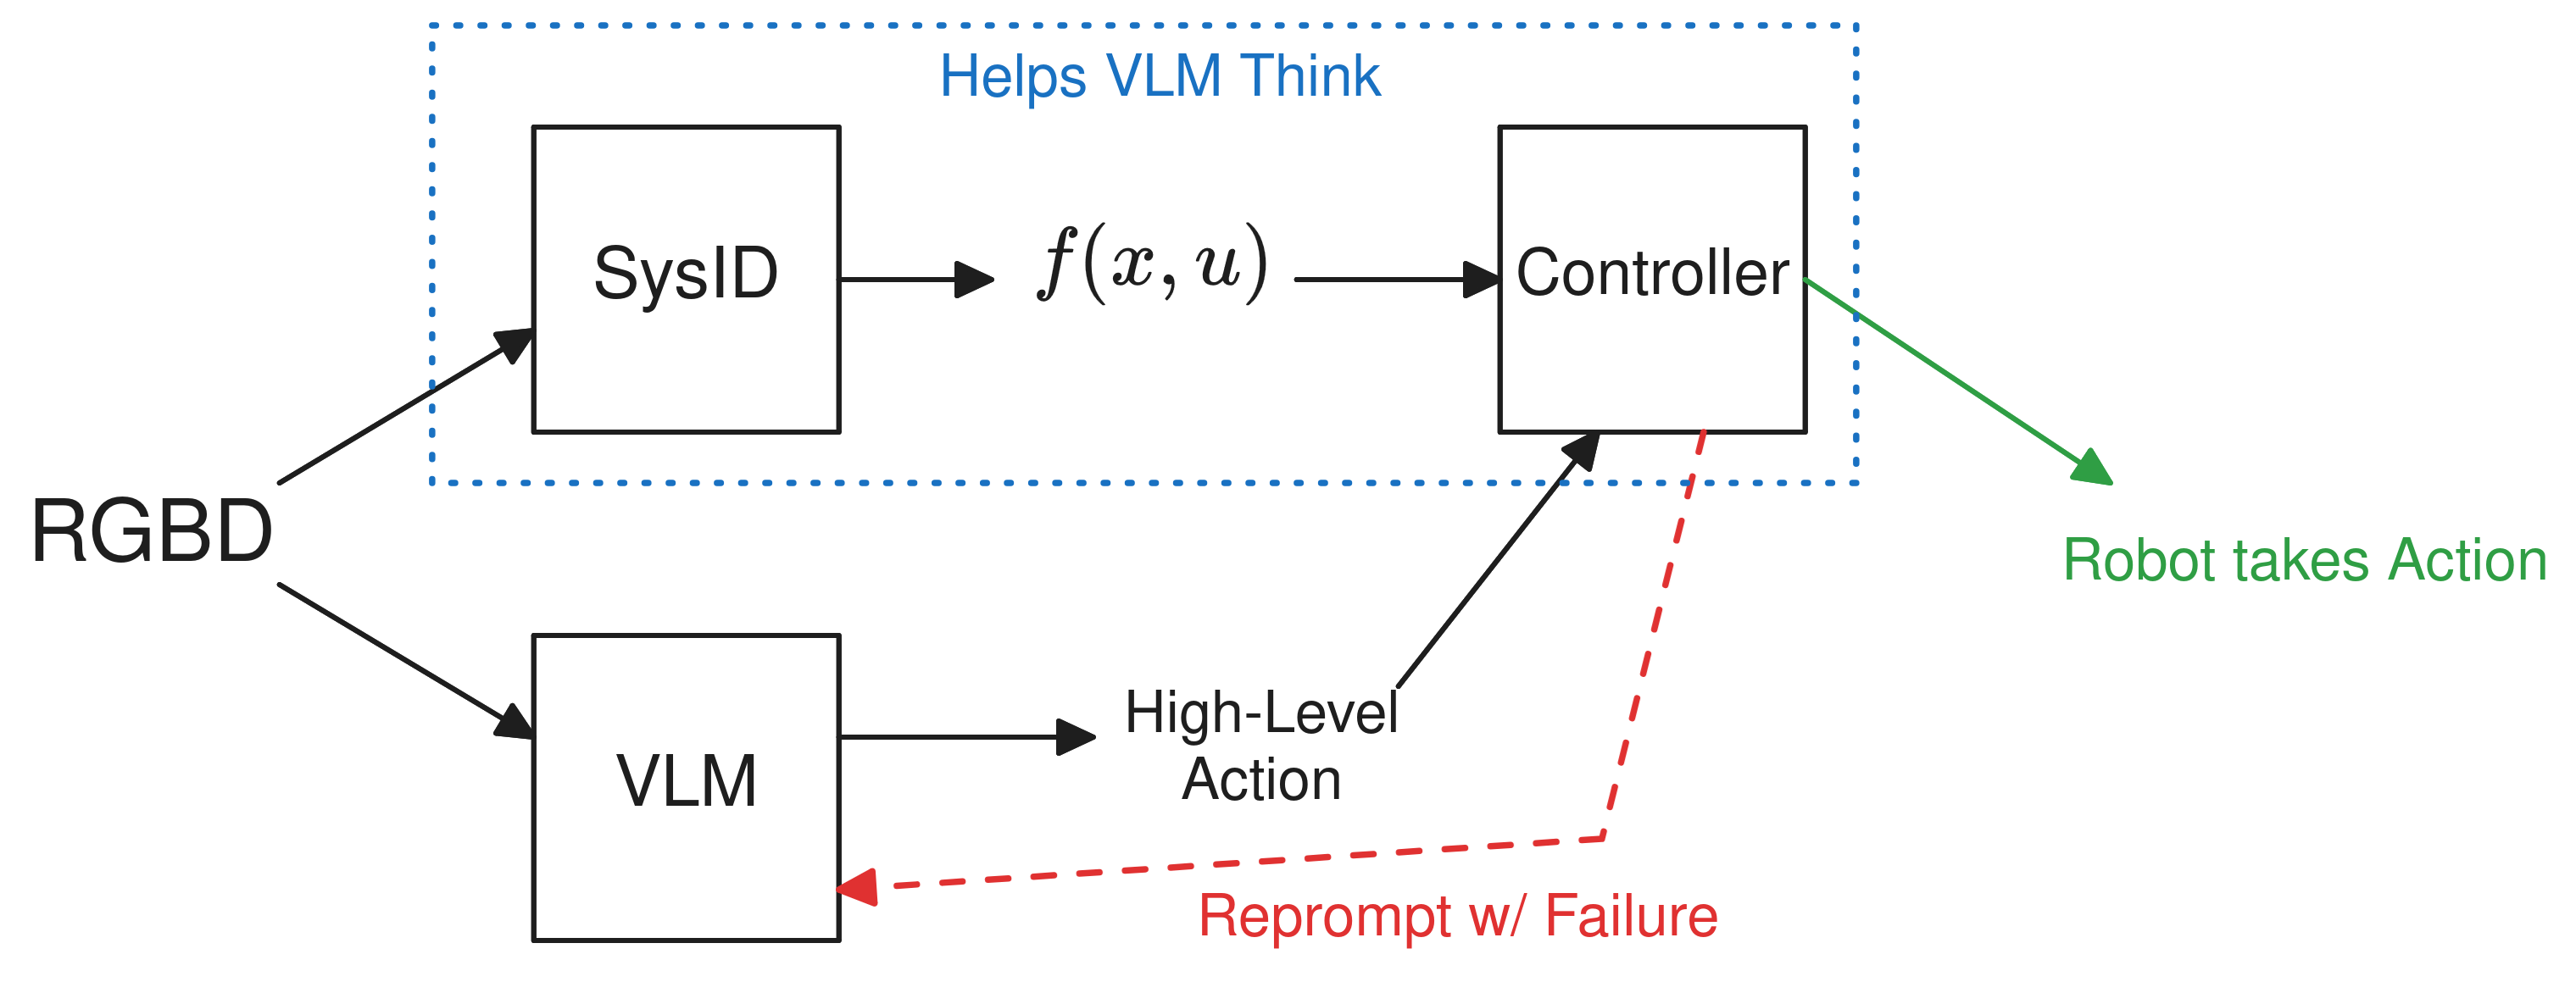 Helps VLM Think
SysID
f(x, u)
Controller
RGBD
Robot takes Action
VLM
High-Level
Action
Reprompt w/ Failure